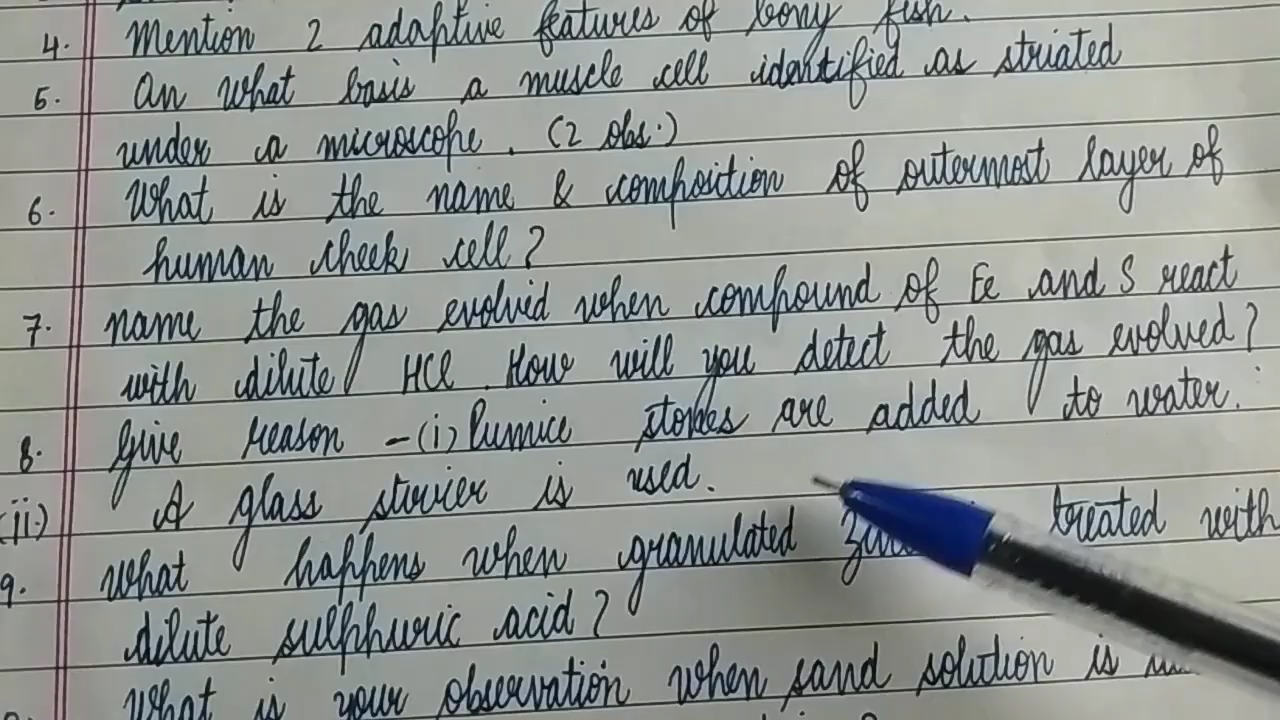 4. Mention 2 adaptive features of bony fish.
5. On what basis a muscle cell identified as striated
under a microscope. (2 obs.)
6. What is the name & composition of outermost layer of
human cheek cell?
7. name the gas evolved when compound of Fe and S react
with dilute HCl. How will you detect the gas evolved?
8. Give reason - (i) Pumice stones are added to water.
(ii) A glass stirrer is used.
9. What happens when granulated treated with
dilute sulphuric acid?
What is your observation when sand solution is